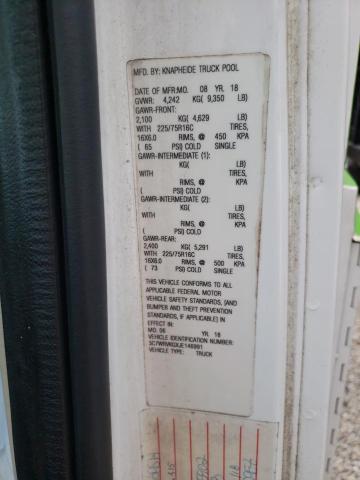 MFD. BY: KNAPHEIDE TRUCK POOL
DATE OF MFR:MO. 08 YR. 18
GVWR: 4,242 KG( 9,350 LB)
GAWR-FRONT:
2,100 KG( 4,629 LB)
WITH 225/75R16C TIRES,
16X6.0 RIMS, @ 450 KPA
( 65 PSI) COLD SINGLE
GAWR-INTERMEDIATE (1):
KG( LB)
WITH TIRES,
RIMS, @ KPA
( PSI) COLD
GAWR-INTERMEDIATE (2):
KG( LB)
WITH TIRES,
RIMS, @ KPA
( PSI) COLD
GAWR-REAR:
2,400 KG( 5,291 LB)
WITH 225/75R16C TIRES,
16X6.0 RIMS, @ 500 KPA
( 73 PSI) COLD SINGLE
THIS VEHICLE CONFORMS TO ALL
APPLICABLE FEDERAL MOTOR
VEHICLE SAFETY STANDARDS, (AND
BUMPER AND THEFT PREVENTION
STANDARDS, IF APPLICABLE)
EFFECT IN:
MO. 06 YR. 18
VEHICLE IDENTIFICATION NUMBER:
VEHICLE TYPE: TRUCK